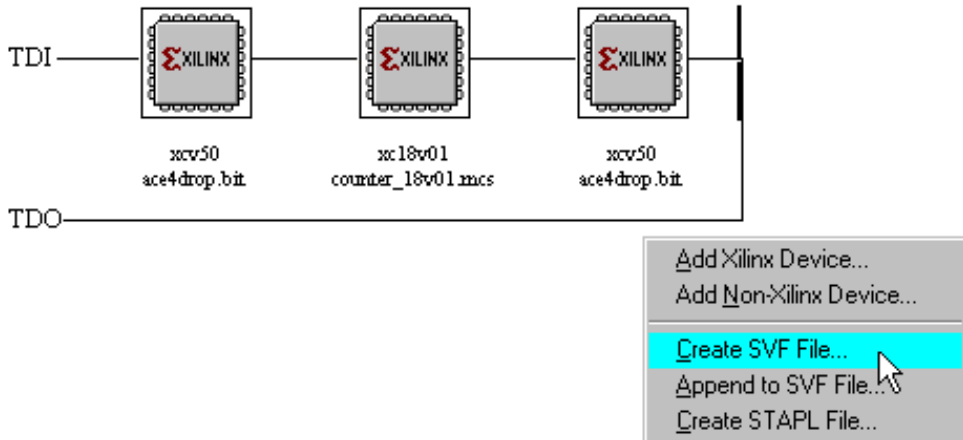 TDI
XILINX
XILINX
XILINX
xcv50
xc18v01
xcv50
ace4drop.bit
counter_18v01.mcs
ace4drop.bit
TDO
Add Xilinx Device...
Add Non-Xilinx Device...
Create SVF File...
Append to SVF File...
Create STAPL File...